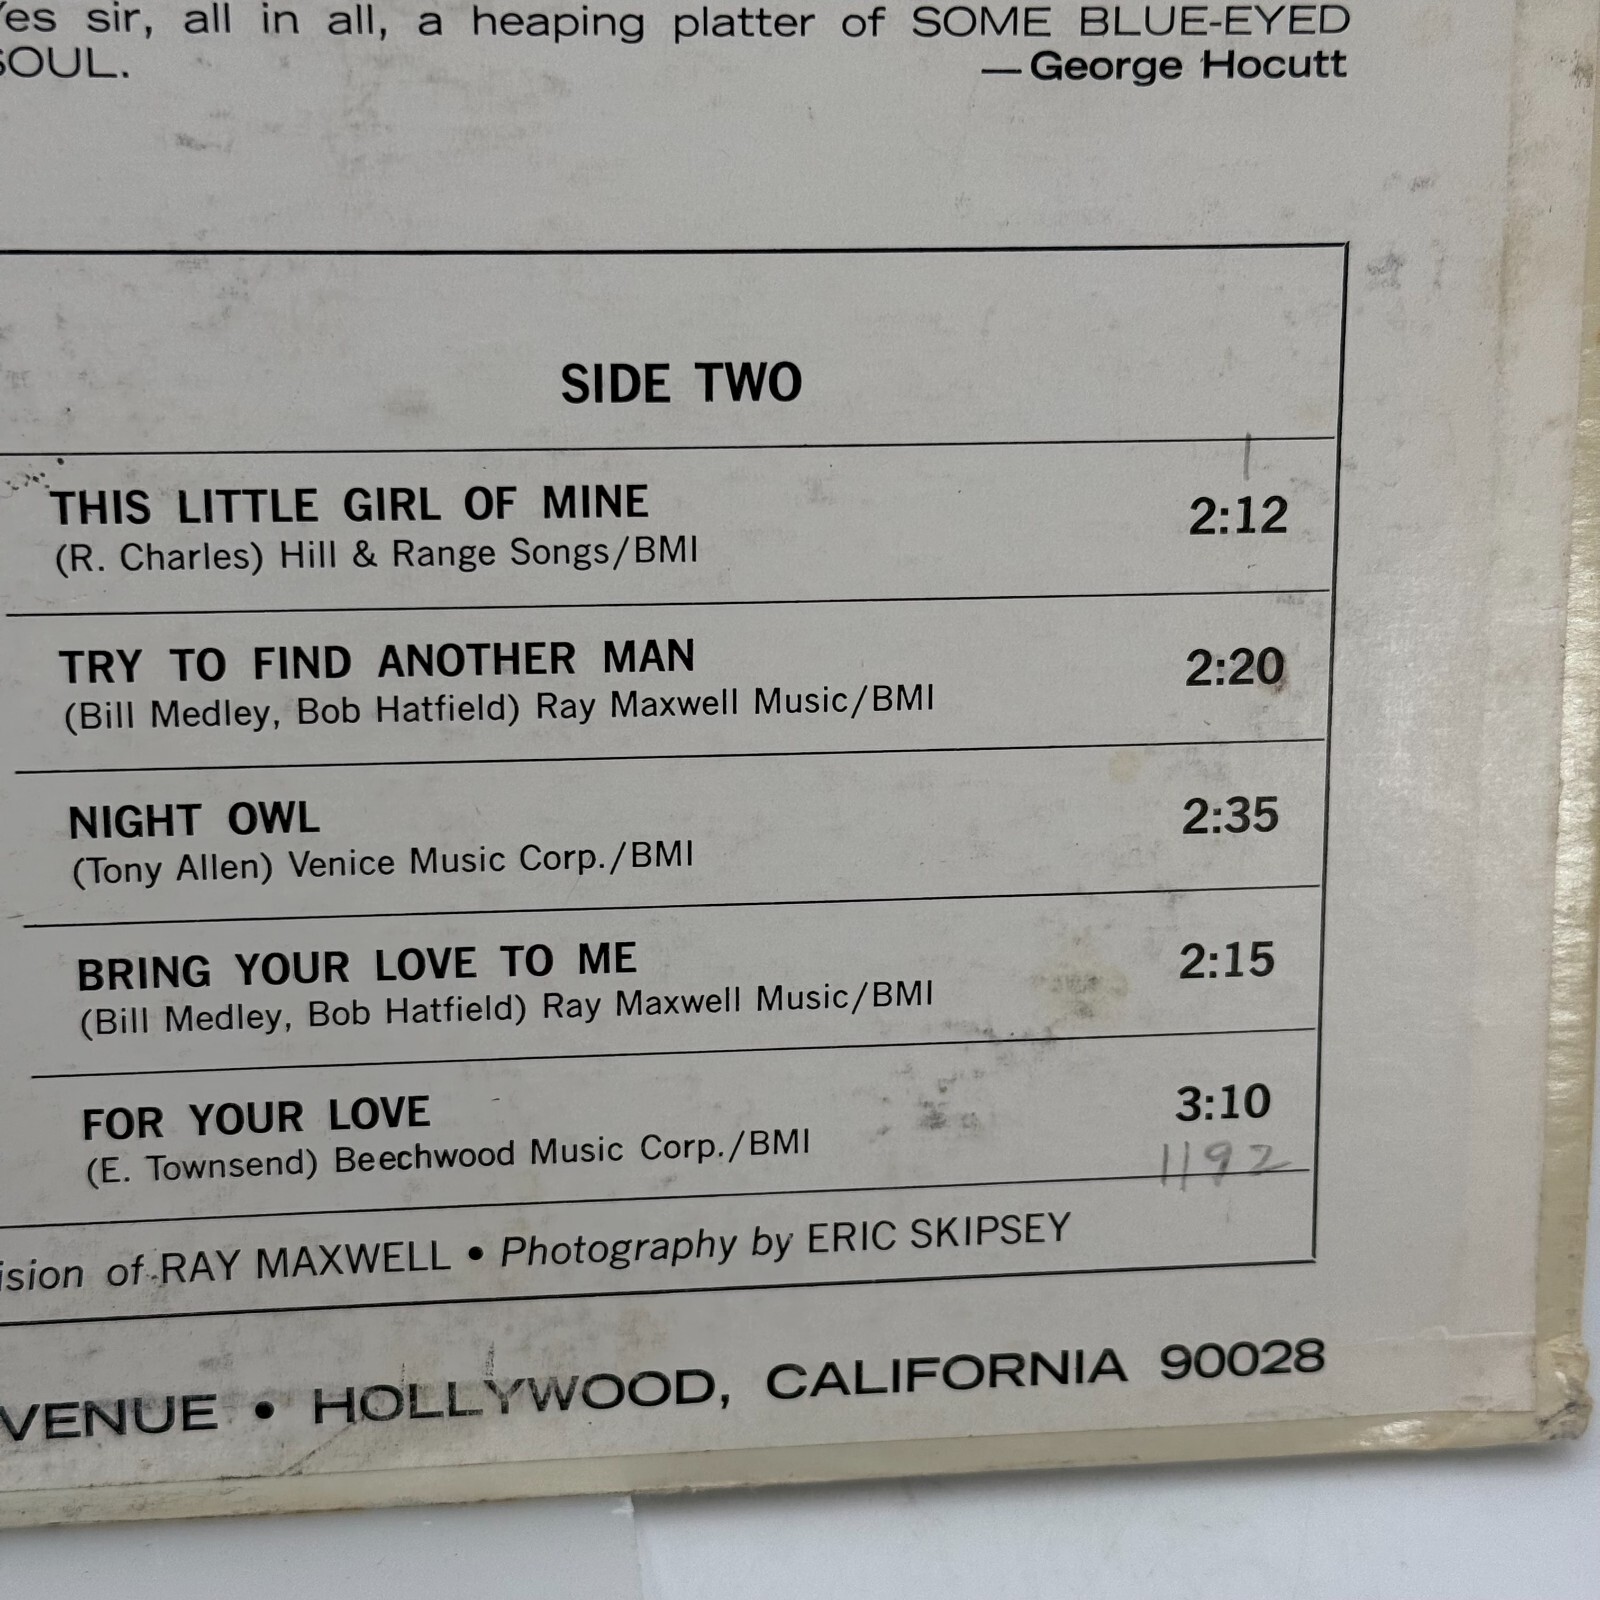 Yes sir, all in all, a heaping platter of SOME BLUE-EYED
SOUL. —George Hocutt
SIDE TWO
THIS LITTLE GIRL OF MINE 2:12
(R. Charles) Hill & Range Songs/BMI
TRY TO FIND ANOTHER MAN 2:20
(Bill Medley, Bob Hatfield) Ray Maxwell Music/BMI
NIGHT OWL 2:35
(Tony Allen) Venice Music Corp./BMI
BRING YOUR LOVE TO ME 2:15
(Bill Medley, Bob Hatfield) Ray Maxwell Music/BMI
FOR YOUR LOVE 3:10
(E. Townsend) Beechwood Music Corp./BMI
1192
ision of RAY MAXWELL • Photography by ERIC SKIPSEY
VENUE • HOLLYWOOD, CALIFORNIA 90028